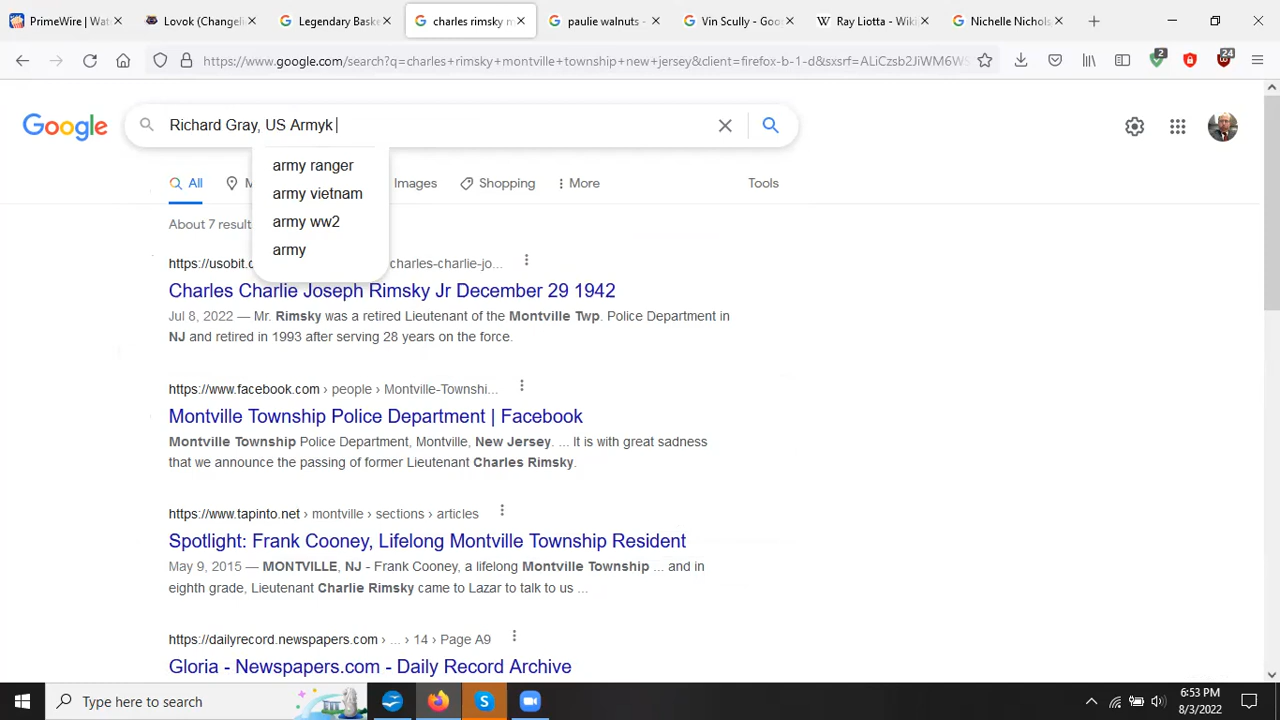 PrimeWire | Wat
Lovok (Changeli
Legendary Baske
charles rimsky m
paulie walnuts -
Vin Scully - Goo
Ray Liotta - Wiki
Nichelle Nichols,
https://www.google.com/search?q=charles+rimsky+montville+township+new+jersey&client=firefox-b-1-d&sxsrf=ALiCzsb2JiWM6W5
2
24
Google
Richard Gray, US Armyk
army ranger
army vietnam
army ww2
army
All
M
Images
Shopping
More
Tools
About 7 result
https://usobit.c
charles-charlie-jo...
Charles Charlie Joseph Rimsky Jr December 29 1942
Jul 8, 2022 — Mr. Rimsky was a retired Lieutenant of the Montville Twp. Police Department in
NJ and retired in 1993 after serving 28 years on the force.
https://www.facebook.com › people › Montville-Townshi...
Montville Township Police Department | Facebook
Montville Township Police Department, Montville, New Jersey. ... It is with great sadness
that we announce the passing of former Lieutenant Charles Rimsky.
https://www.tapinto.net › montville › sections › articles
Spotlight: Frank Cooney, Lifelong Montville Township Resident
May 9, 2015 — MONTVILLE, NJ - Frank Cooney, a lifelong Montville Township ... and in
eighth grade, Lieutenant Charlie Rimsky came to Lazar to talk to us ...
https://dailyrecord.newspapers.com › ... › 14 › Page A9
Gloria - Newspapers.com - Daily Record Archive
Type here to search
6:53 PM
8/3/2022